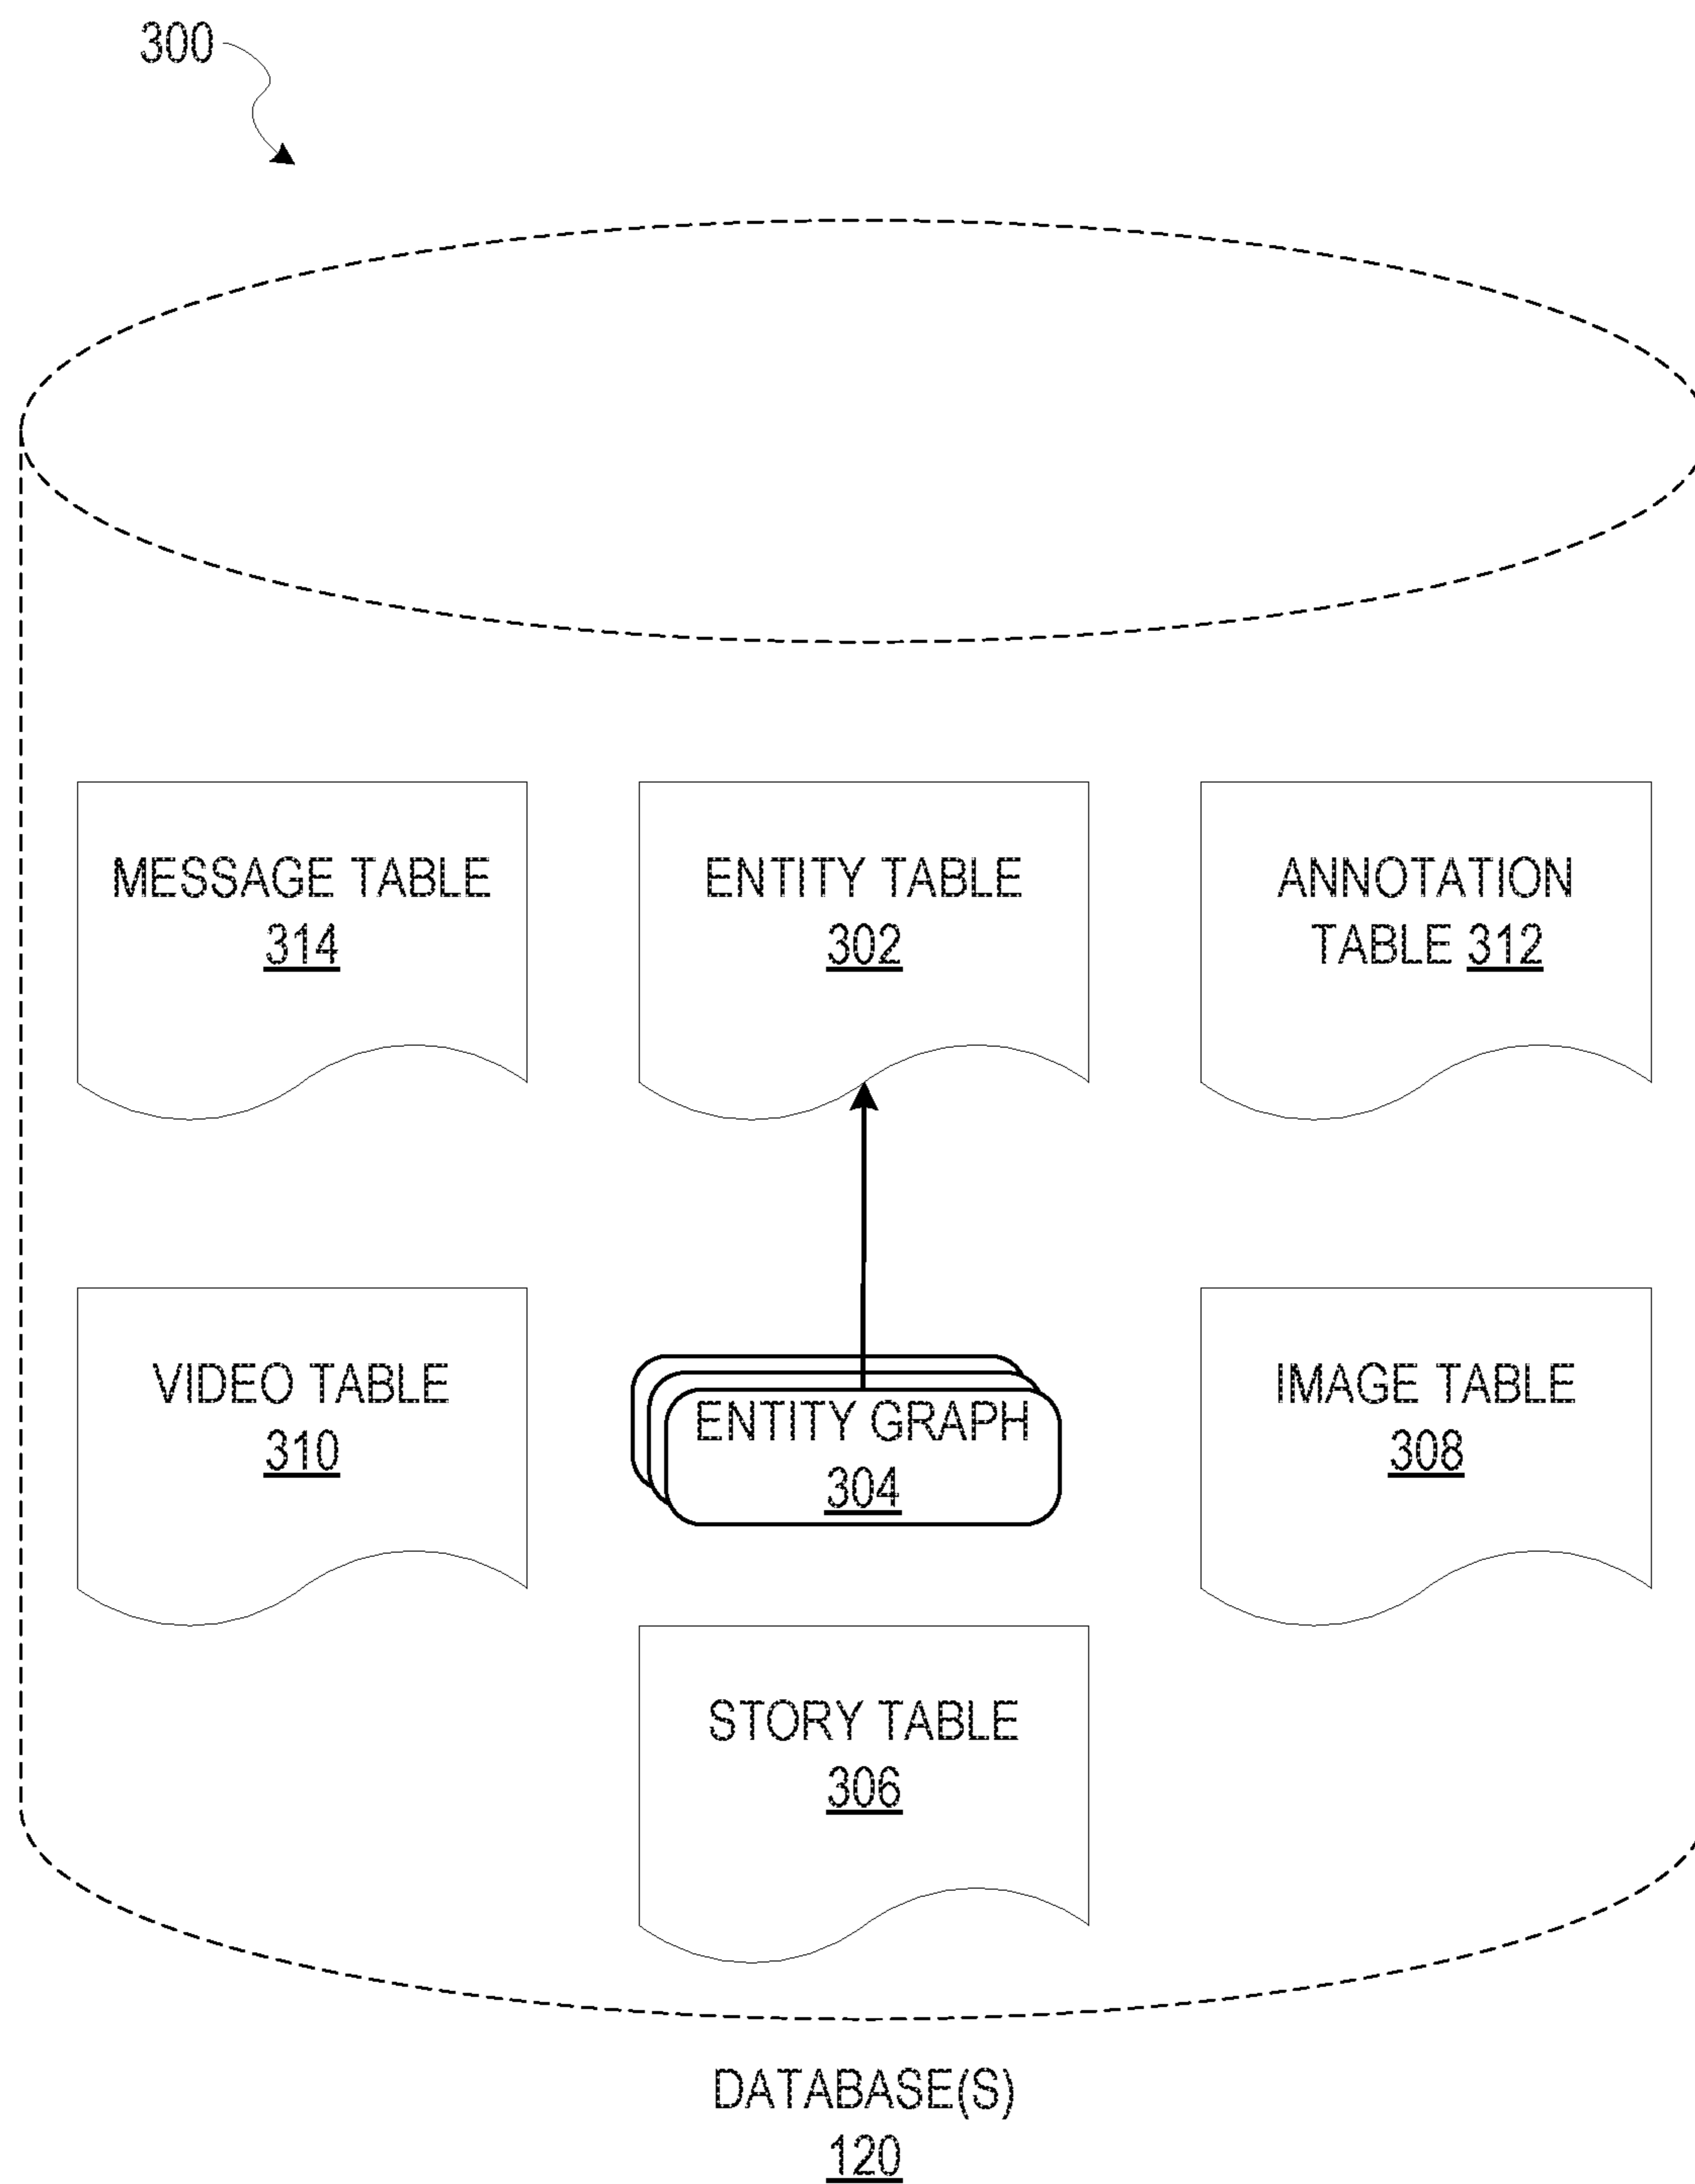 300
MESSAGE TABLE
314
ENTITY TABLE
302
ANNOTATION
TABLE 312
VIDEO TABLE
310
ENTITY GRAPH
304
IMAGE TABLE
308
STORY TABLE
306
DATABASE(S)
120